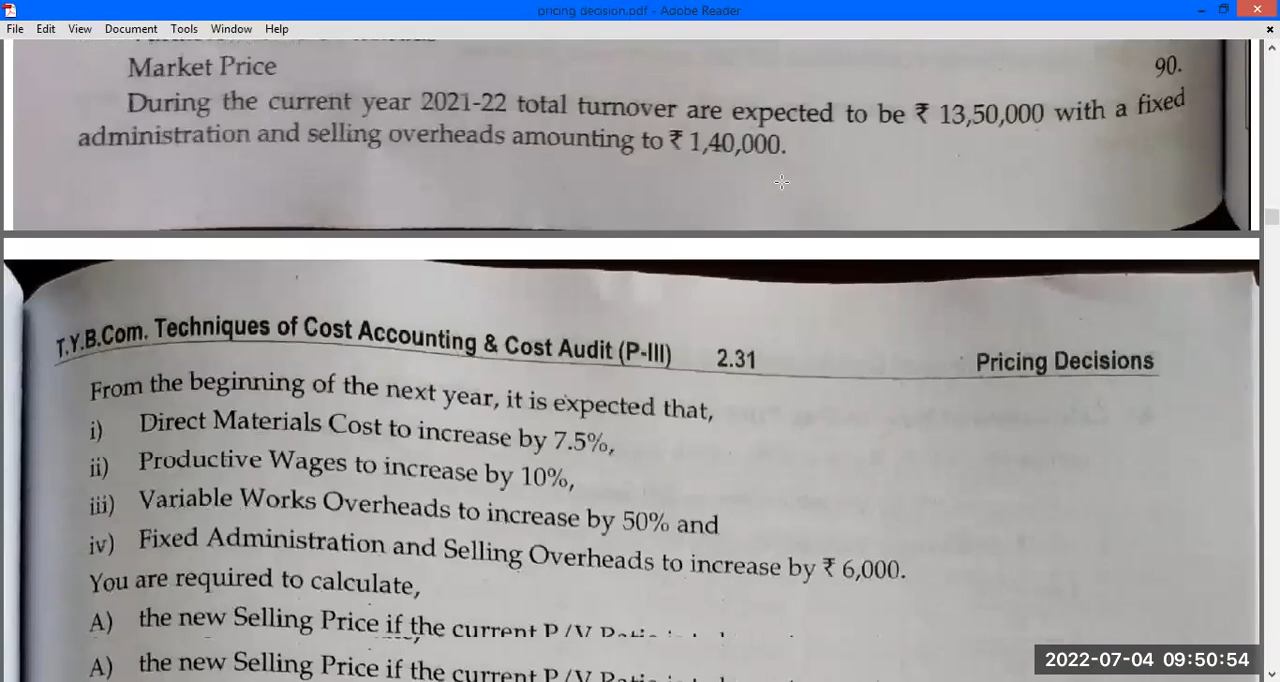 pricing decision.pdf - Adobe Reader
File Edit View Document Tools Window Help
Market Price 90.
During the current year 2021-22 total turnover are expected to be ₹ 13,50,000 with a fixed
administration and selling overheads amounting to ₹ 1,40,000.
T.Y.B.Com. Techniques of Cost Accounting & Cost Audit (P-III) 2.31 Pricing Decisions
From the beginning of the next year, it is expected that,
i) Direct Materials Cost to increase by 7.5%,
ii) Productive Wages to increase by 10%,
iii) Variable Works Overheads to increase by 50% and
iv) Fixed Administration and Selling Overheads to increase by ₹ 6,000.
You are required to calculate,
A) the new Selling Price if the current P/V
A) the new Selling Price if the current P/V
2022-07-04 09:50:54